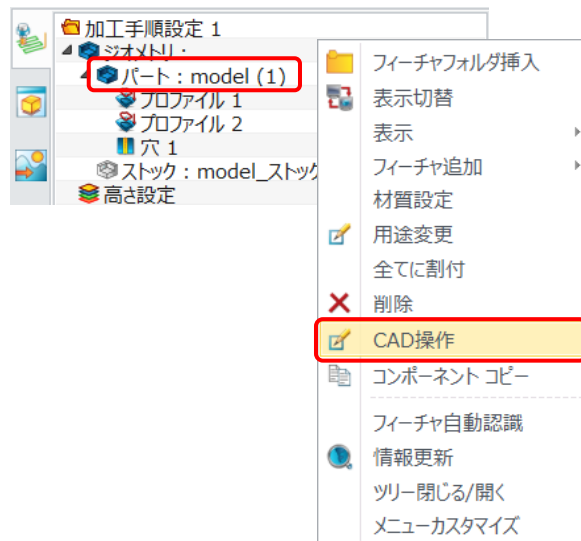 加工手順設定 1
ジオメトリ :
パート : model (1)
プロファイル 1
プロファイル 2
穴 1
ストック : model_ストック
高さ設定
フィーチャフォルダ挿入
表示切替
表示
フィーチャ追加
材質設定
用途変更
全てに割付
削除
CAD操作
コンポーネント コピー
フィーチャ自動認識
情報更新
ツリー閉じる/開く
メニューカスタマイズ